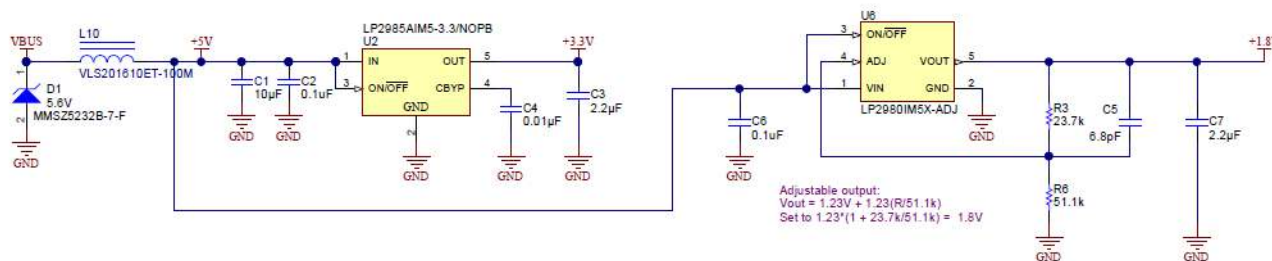 VBUS
L10
VLS201610ET-100M
+5V
1
D1
5.6V
MMSZ5232B-7-F
2
GND
C1
10µF
GND
C2
0.1uF
GND
LP2985AIM5-3.3/NOPB
U2
1
IN
OUT
5
3
ON/OFF
CBYP
4
GND
2
GND
C4
0.01µF
GND
+3.3V
C3
2.2µF
GND
C6
0.1uF
GND
U6
3
ON/OFF
4
ADJ
VOUT
5
1
VIN
GND
2
LP2980IM5X-ADJ
GND
Adjustable output:
Vout = 1.23V + 1.23(R/51.1k)
Set to 1.23*(1 + 23.7k/51.1k) = 1.8V
R3
23.7k
C5
6.8pF
R6
51.1k
GND
C7
2.2µF
GND